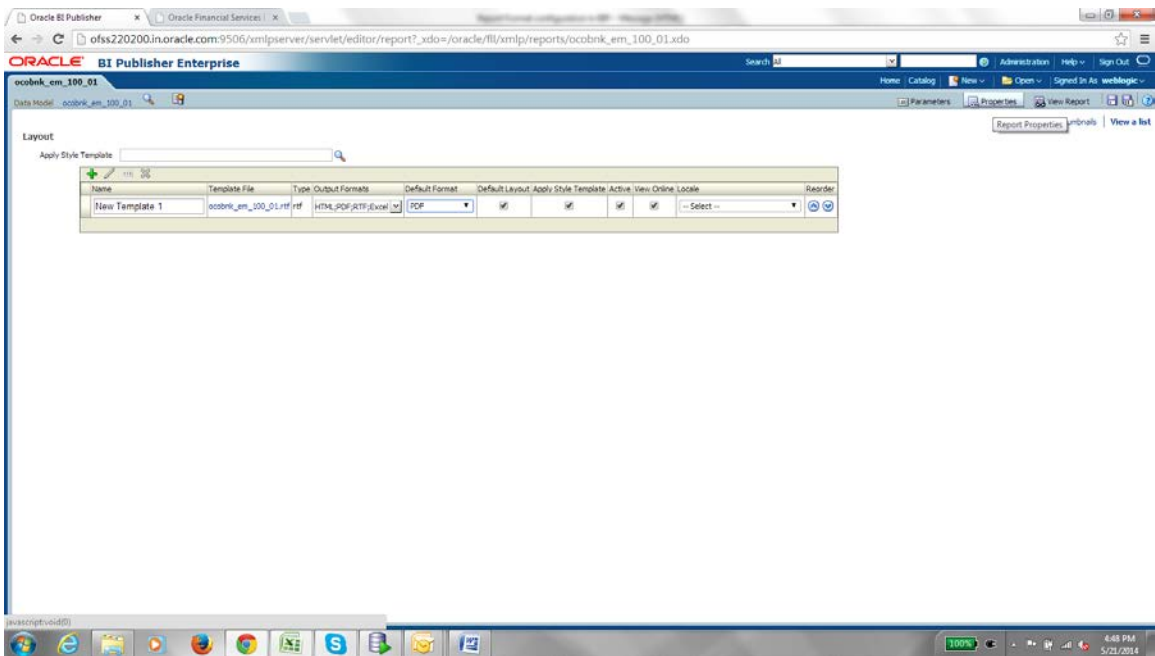 Oracle BI Publisher
Oracle Financial Services
ofss220200.in.oracle.com:9506/xmlpserver/servlet/editor/report?_xdo=/oracle/fll/xmlp/reports/ocobnk_em_100_01.xdo
ORACLE BI Publisher Enterprise
Search All
Administration Help Sign Out
ocobnk_em_100_01
Home Catalog New Open Signed In As weblogic
Data Model ocobnk_em_100_01
Parameters Properties View Report
Report Properties
View a list
Layout
Apply Style Template
Name Template File Type Output Formats Default Format Default Layout Apply Style Template Active View Online Locale Reorder
New Template 1 ocobnk_em_100_01.rtf rtf HTML;PDF;RTF;Excel PDF -- Select --
javascript:void(0)
100%
4:48 PM
5/21/2014